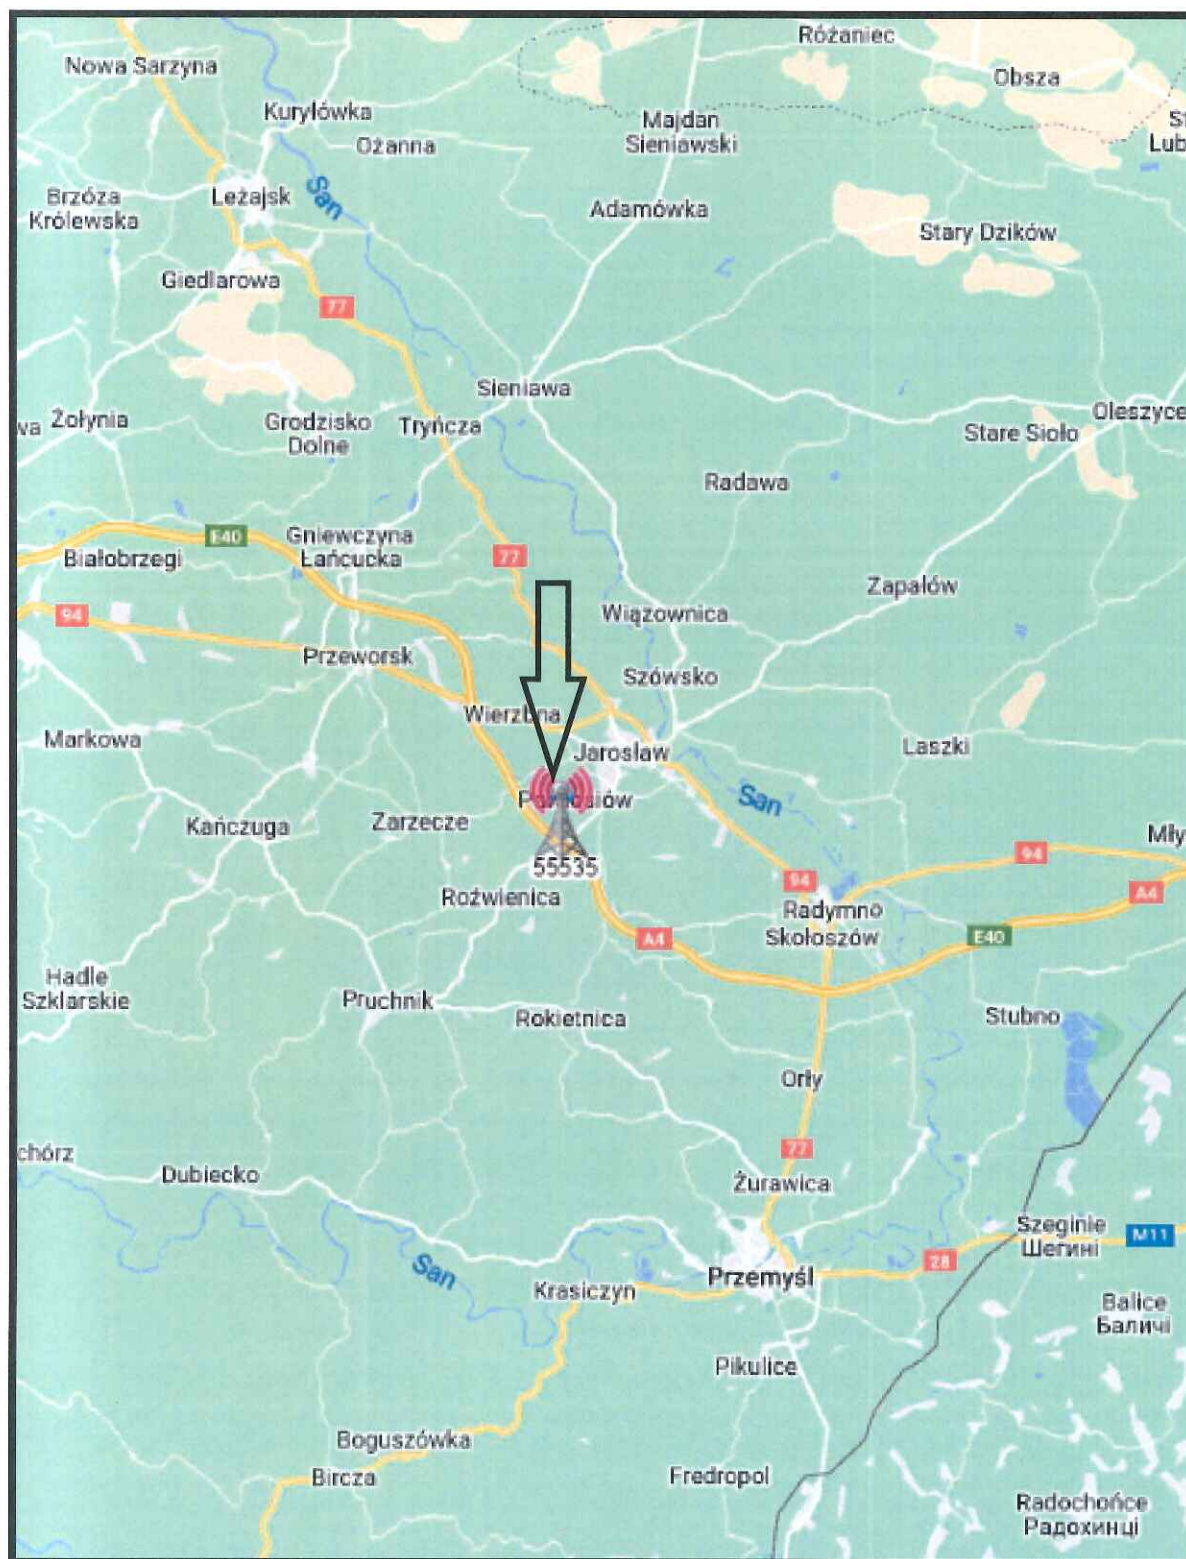 Różaniec
Nowa Sarzyna
Obsza
Kuryłówka
Majdan
Sieniawski
Ożanna
Lub
Brzóza
Królewska
Leżajsk
San
Adamówka
Stary Dzików
Giedlarowa
77
Sieniawa
Oleszyce
wa
Żołynia
Grodzisko
Dolne
Tryńcza
Stare Sioło
Radawa
E40
Gniewczyna
Łańcucka
Białobrzegi
77
Zapałów
94
Wiązownica
Przeworsk
Szówsko
Wierzbna
Markowa
Jarosław
Laszki
San
Kańczuga
Zarzecze
Mły
94
55535
94
A4
Roźwienica
Radymno
Skołoszów
A4
E40
Hadle
Szklarskie
Pruchnik
Rokietnica
Stubno
Orły
77
chórz
Dubiecko
Żurawica
Szeginie
Шегині
M11
San
28
Przemyśl
Krasiczyn
Balice
Баличі
Pikulice
Boguszówka
Bircza
Fredropol
Radochońce
Радохинці